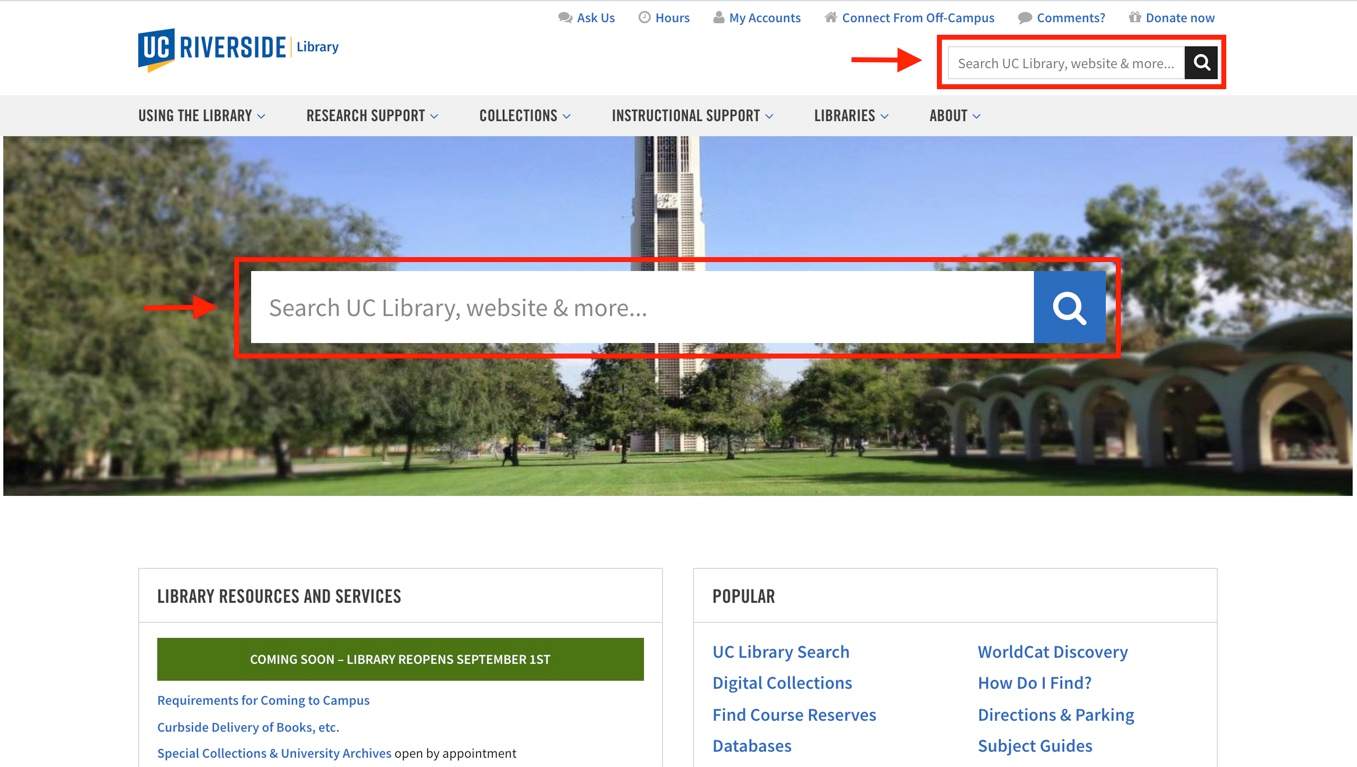 Ask Us Hours My Accounts Connect From Off-Campus Comments? Donate now
UC RIVERSIDE Library
Search UC Library, website & more...
USING THE LIBRARY RESEARCH SUPPORT COLLECTIONS INSTRUCTIONAL SUPPORT LIBRARIES ABOUT
Search UC Library, website & more...
LIBRARY RESOURCES AND SERVICES
COMING SOON – LIBRARY REOPENS SEPTEMBER 1ST
Requirements for Coming to Campus
Curbside Delivery of Books, etc.
Special Collections & University Archives open by appointment
POPULAR
UC Library Search WorldCat Discovery
Digital Collections How Do I Find?
Find Course Reserves Directions & Parking
Databases Subject Guides